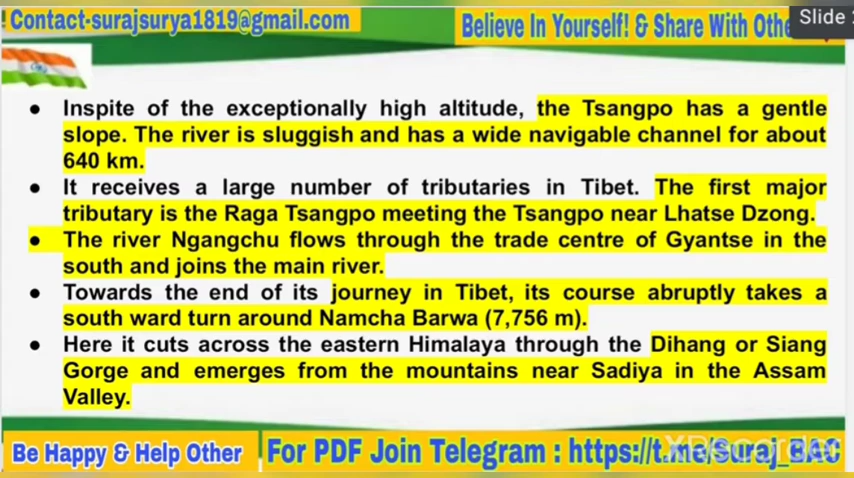 ! Contact-surajsurya1819@gmail.com
Believe In Yourself! & Share With Othe
Slide
● Inspite of the exceptionally high altitude, the Tsangpo has a gentle
slope. The river is sluggish and has a wide navigable channel for about
640 km.
● It receives a large number of tributaries in Tibet. The first major
tributary is the Raga Tsangpo meeting the Tsangpo near Lhatse Dzong.
● The river Ngangchu flows through the trade centre of Gyantse in the
south and joins the main river.
● Towards the end of its journey in Tibet, its course abruptly takes a
south ward turn around Namcha Barwa (7,756 m).
● Here it cuts across the eastern Himalaya through the Dihang or Siang
Gorge and emerges from the mountains near Sadiya in the Assam
Valley.
Be Happy & Help Other
For PDF Join Telegram :
XRecorder